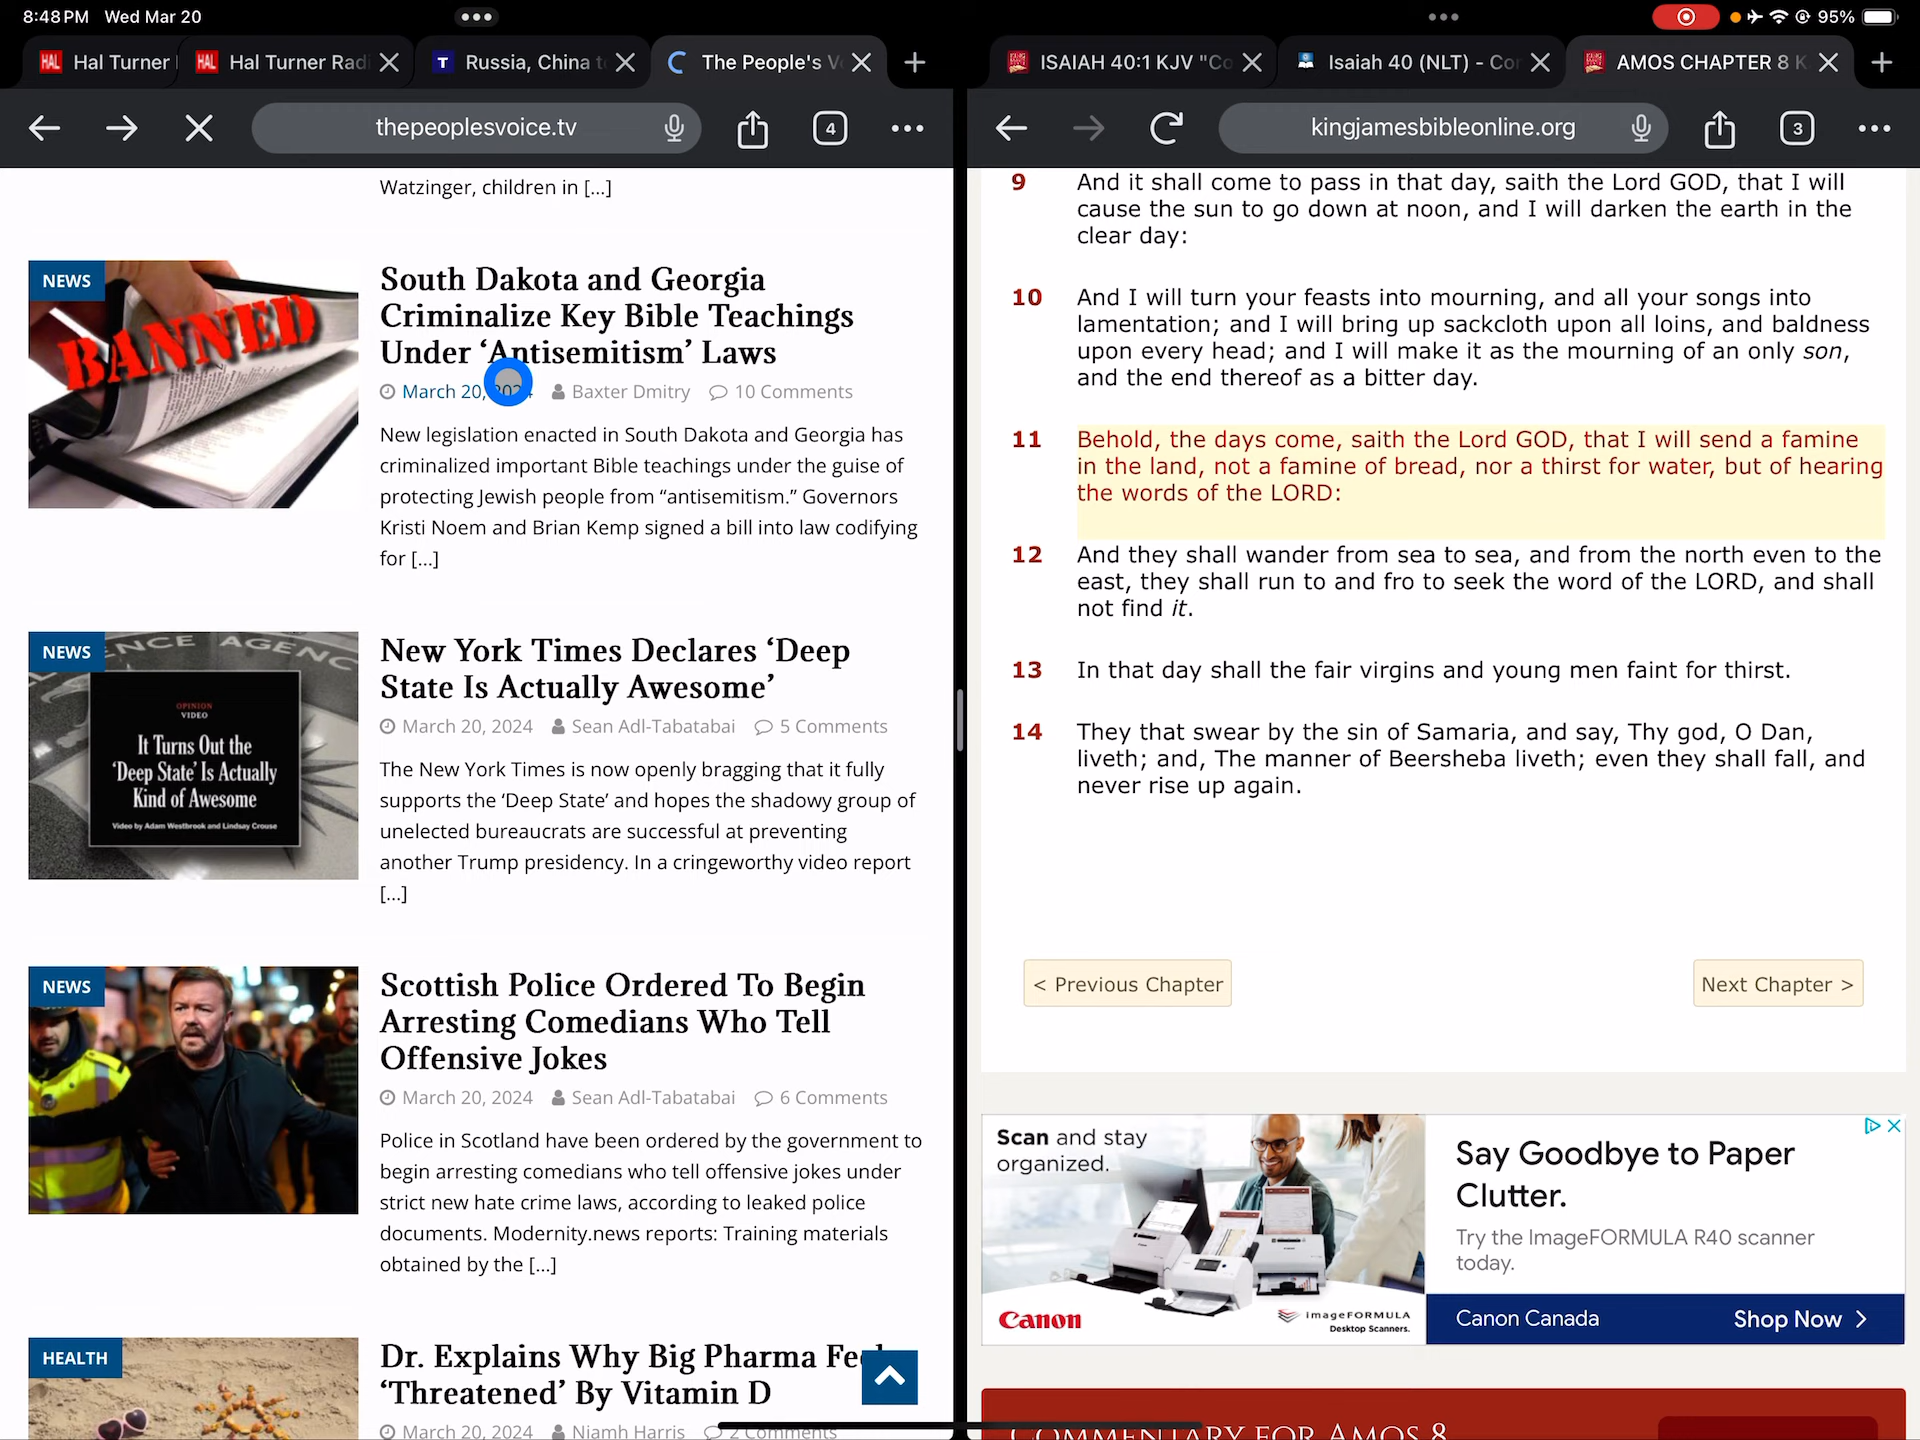 8:48 PM Wed Mar 20
95%
HAL Hal Turner
HAL Hal Turner Radi
T Russia, China t
The People's V
ISAIAH 40:1 KJV "Co
Isaiah 40 (NLT) - Co
AMOS CHAPTER 8 K
thepeoplesvoice.tv
4
kingjamesbibleonline.org
3
Watzinger, children in [...]
NEWS
BANNED
South Dakota and Georgia
Criminalize Key Bible Teachings
Under ‘Antisemitism’ Laws
March 20, 202
Baxter Dmitry
10 Comments
New legislation enacted in South Dakota and Georgia has
criminalized important Bible teachings under the guise of
protecting Jewish people from “antisemitism.” Governors
Kristi Noem and Brian Kemp signed a bill into law codifying
for [...]
NEWS
ENCE AGENC
OPINION
VIDEO
It Turns Out the
‘Deep State’ Is Actually
Kind of Awesome
Video by Adam Westbrook and Lindsay Crouse
New York Times Declares ‘Deep
State Is Actually Awesome’
March 20, 2024
Sean Adl-Tabatabai
5 Comments
The New York Times is now openly bragging that it fully
supports the ‘Deep State’ and hopes the shadowy group of
unelected bureaucrats are successful at preventing
another Trump presidency. In a cringeworthy video report
[...]
NEWS
Scottish Police Ordered To Begin
Arresting Comedians Who Tell
Offensive Jokes
March 20, 2024
Sean Adl-Tabatabai
6 Comments
Police in Scotland have been ordered by the government to
begin arresting comedians who tell offensive jokes under
strict new hate crime laws, according to leaked police
documents. Modernity.news reports: Training materials
obtained by the [...]
HEALTH
Dr. Explains Why Big Pharma Fe
‘Threatened’ By Vitamin D
March 20, 2024
Niamh Harris
2 Comments
9 And it shall come to pass in that day, saith the Lord GOD, that I will
cause the sun to go down at noon, and I will darken the earth in the
clear day:
10 And I will turn your feasts into mourning, and all your songs into
lamentation; and I will bring up sackcloth upon all loins, and baldness
upon every head; and I will make it as the mourning of an only son,
and the end thereof as a bitter day.
11 Behold, the days come, saith the Lord GOD, that I will send a famine
in the land, not a famine of bread, nor a thirst for water, but of hearing
the words of the LORD:
12 And they shall wander from sea to sea, and from the north even to the
east, they shall run to and fro to seek the word of the LORD, and shall
not find it.
13 In that day shall the fair virgins and young men faint for thirst.
14 They that swear by the sin of Samaria, and say, Thy god, O Dan,
liveth; and, The manner of Beersheba liveth; even they shall fall, and
never rise up again.
< Previous Chapter
Next Chapter >
Scan and stay
organized.
Canon
imageFORMULA
Desktop Scanners.
Say Goodbye to Paper
Clutter.
Try the ImageFORMULA R40 scanner
today.
Canon Canada
Shop Now >
COMMENTARY FOR AMOS 8